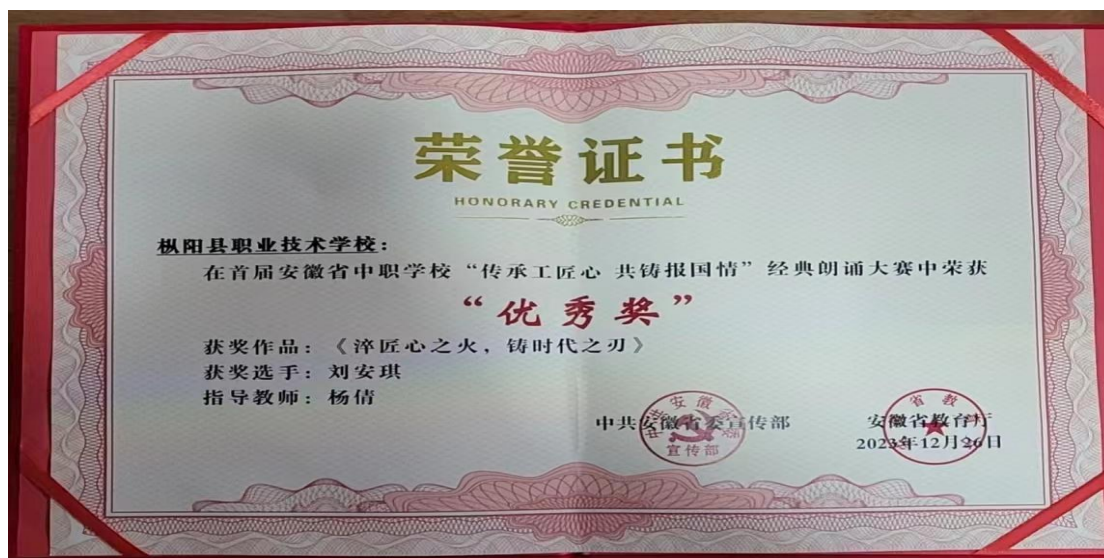 荣誉证书
HONORARY CREDENTIAL
枞阳县职业技术学校:
在首届安徽省中职学校“传承工匠心 共铸报国情”经典朗诵大赛中荣获
“优秀奖”
获奖作品:《淬匠心之火，铸时代之刃》
获奖选手:刘安琪
指导教师:杨倩
中共安徽省委宣传部 安徽省教育厅
2023年12月26日
宣传部